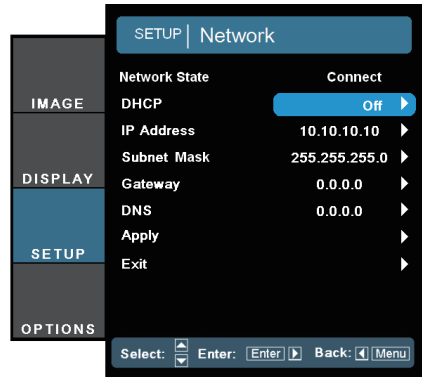 SETUP | Network
Network State Connect
DHCP Off
IP Address 10.10.10.10
Subnet Mask 255.255.255.0
Gateway 0.0.0.0
DNS 0.0.0.0
Apply
Exit
IMAGE
DISPLAY
SETUP
OPTIONS
Select: Enter: Enter Back: Menu